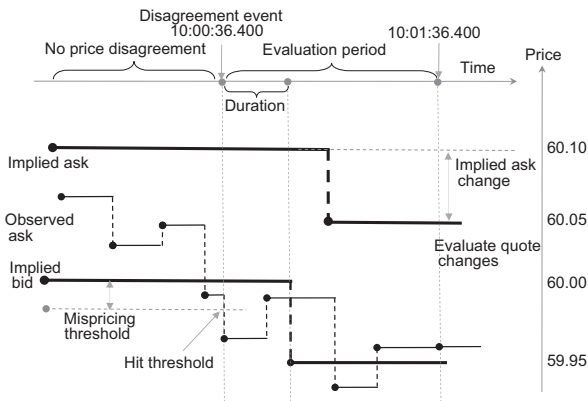 Disagreement event
10:00:36.400
10:01:36.400
No price disagreement
Evaluation period
Price
Time
Duration
60.10
Implied ask
Implied ask
change
Observed
ask
60.05
Evaluate quote
changes
Implied
bid
60.00
Mispricing
threshold
Hit threshold
59.95